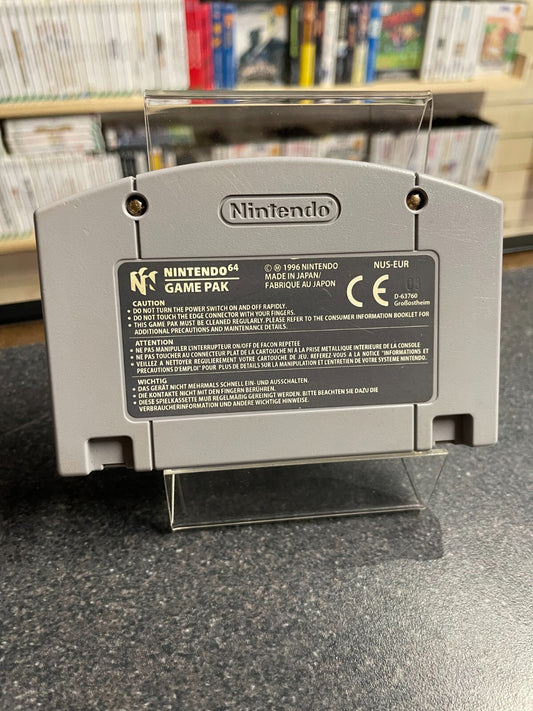 Nintendo
NINTENDO 64
GAME PAK
© Ⓜ 1996 NINTENDO
MADE IN JAPAN/
FABRIQUE AU JAPON
NUS-EUR
CE
03
D-63760
Großostheim
CAUTION
• DO NOT TURN THE POWER SWITCH ON AND OFF RAPIDLY.
• DO NOT TOUCH THE EDGE CONNECTOR WITH YOUR FINGERS.
• THIS GAME PAK MUST BE CLEANED REGULARLY. PLEASE REFER TO THE CONSUMER INFORMATION BOOKLET FOR
ADDITIONAL PRECAUTIONS AND MAINTENANCE DETAILS.
ATTENTION
• NE PAS MANIPULER L'INTERRUPTEUR ON/OFF DE FACON REPETEE
• NE PAS TOUCHER AU CONNECTEUR PLAT DE LA CARTOUCHE NI A LA PRISE METALLIQUE INTERIEURE DE LA CONSOLE
• VEILLEZ A NETTOYER REGULIEREMENT VOTRE CARTOUCHE DE JEU. REFEREZ VOUS A LA NOTICE "INFORMATIONS ET
PRECAUTIONS D'EMPLOI" POUR PLUS DE DETAILS SUR LA MANIPULATION ET L'ENTRETIEN DE VOTRE SYSTEME NINTENDO.
WICHTIG
• DAS GERÄT NICHT MEHRMALS SCHNELL EIN- UND AUSSCHALTEN.
• DIE KONTAKTE NICHT MIT DEN FINGERN BERÜHREN.
• DIESE SPIELKASSETTE MUß REGELMÄßIG GEREINIGT WERDEN. BITTE BEACHTEN SIE DAZU DIE
VERBRAUCHERINFORMATION UND ANDERE WICHTIGE HINWEISE.